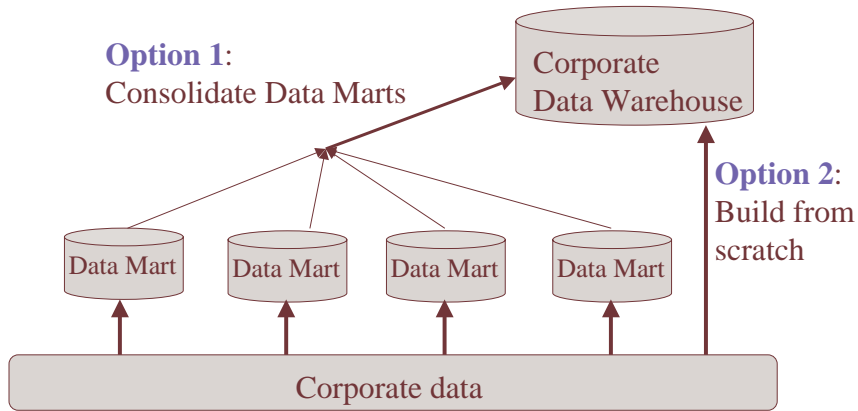 Option 1:
Consolidate Data Marts
Corporate
Data Warehouse
Option 2:
Build from
scratch
Data Mart
Data Mart
Data Mart
Data Mart
Corporate data